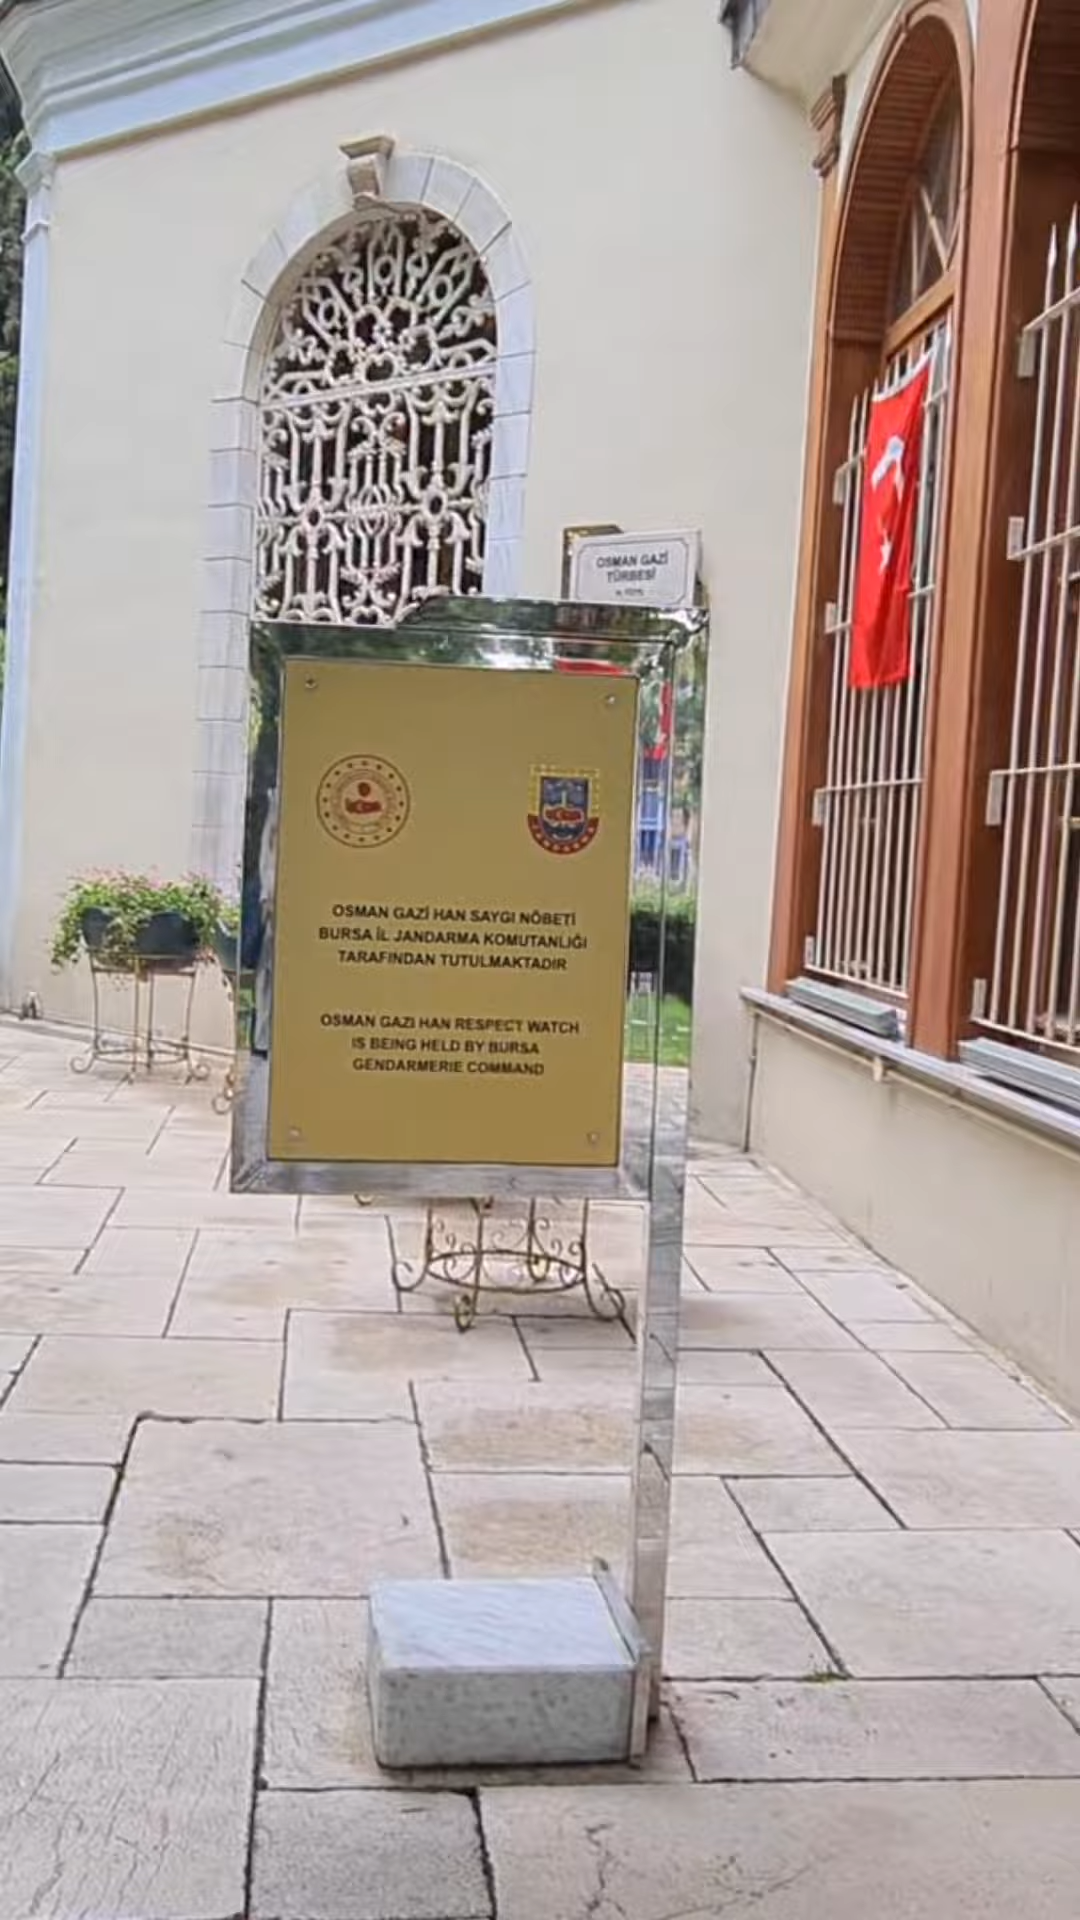 OSMAN GAZİ
TÜRBESİ
OSMAN GAZİ HAN SAYGI NÖBETİ
BURSA İL JANDARMA KOMUTANLIĞI
TARAFINDAN TUTULMAKTADIR
OSMAN GAZI HAN RESPECT WATCH
IS BEING HELD BY BURSA
GENDARMERIE COMMAND